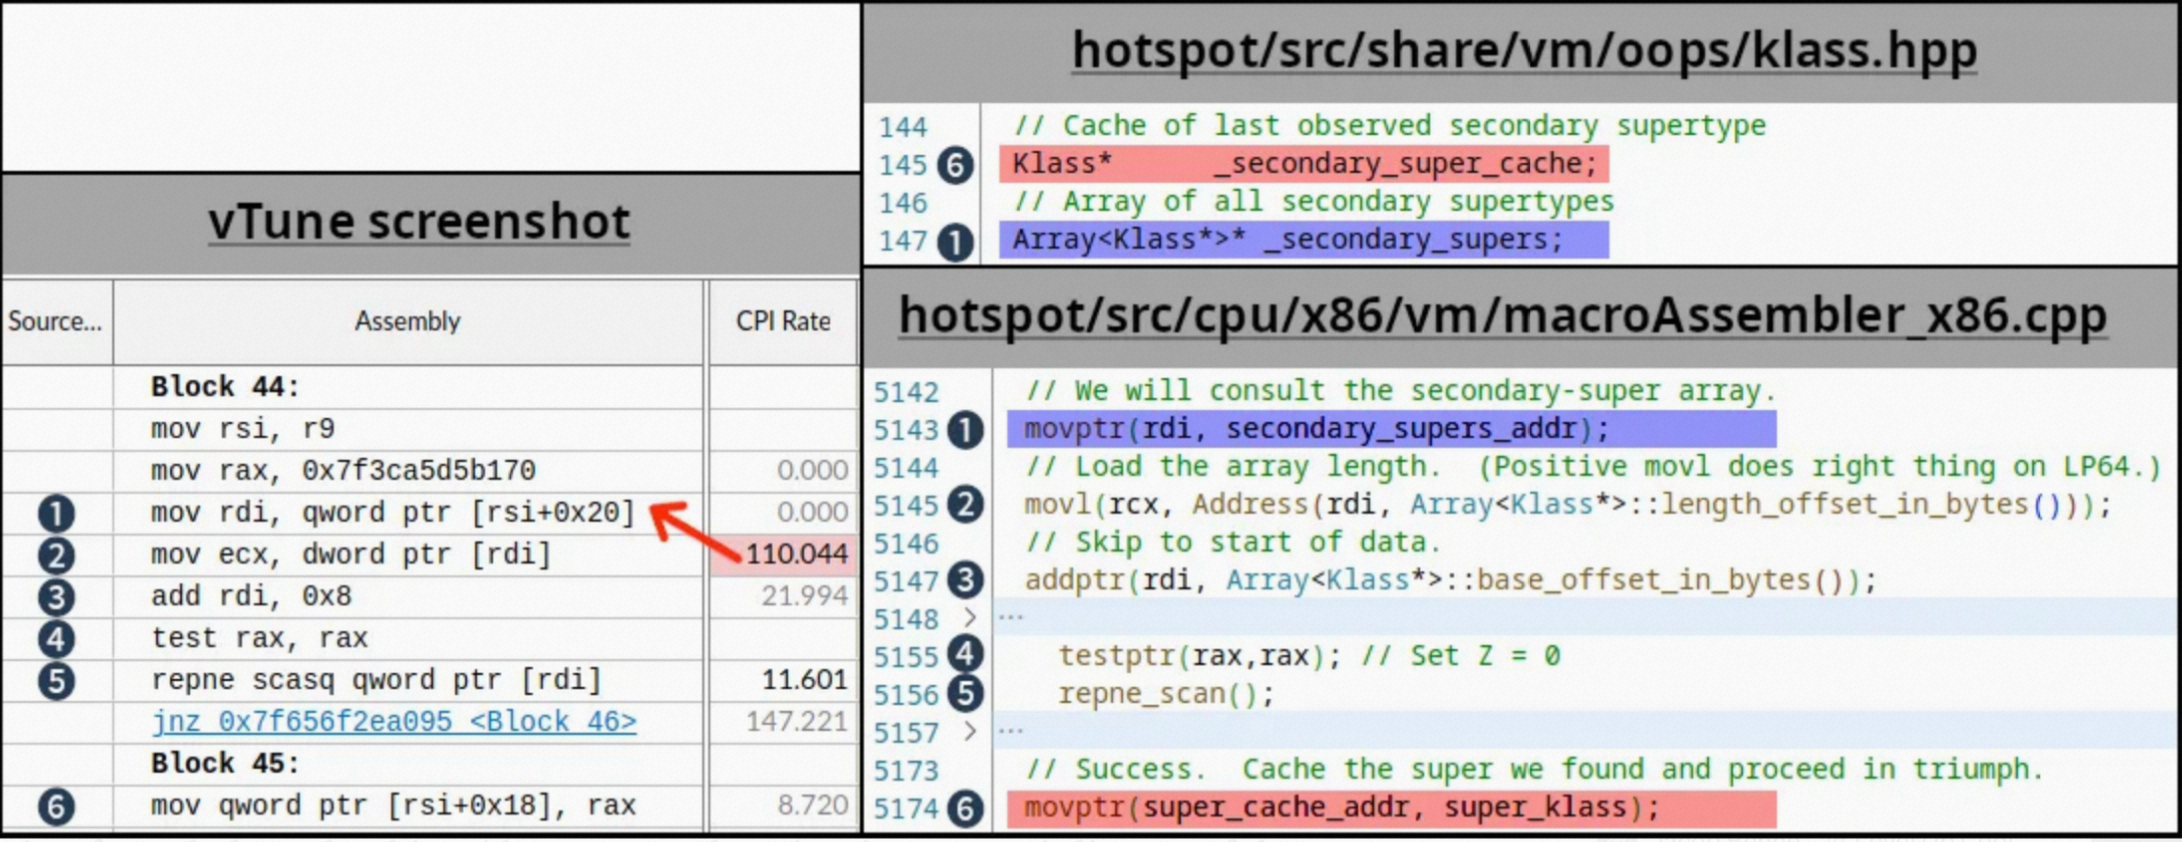 vTune screenshot
Source... Assembly CPI Rate
Block 44:
mov rsi, r9
mov rax, 0x7f3ca5d5b170 0.000
1 mov rdi, qword ptr [rsi+0x20] 0.000
2 mov ecx, dword ptr [rdi] 110.044
3 add rdi, 0x8 21.994
4 test rax, rax
5 repne scasq qword ptr [rdi] 11.601
jnz 0x7f656f2ea095 <Block 46> 147.221
Block 45:
6 mov qword ptr [rsi+0x18], rax 8.720
hotspot/src/share/vm/oops/klass.hpp
144 // Cache of last observed secondary supertype
145 6 Klass* _secondary_super_cache;
146 // Array of all secondary supertypes
147 1 Array<Klass*>* _secondary_supers;
hotspot/src/cpu/x86/vm/macroAssembler_x86.cpp
5142 // We will consult the secondary-super array.
5143 1 movptr(rdi, secondary_supers_addr);
5144 // Load the array length. (Positive movl does right thing on LP64.)
5145 2 movl(rcx, Address(rdi, Array<Klass*>::length_offset_in_bytes()));
5146 // Skip to start of data.
5147 3 addptr(rdi, Array<Klass*>::base_offset_in_bytes());
5148 > ...
5155 4 testptr(rax,rax); // Set Z = 0
5156 5 repne_scan();
5157 > ...
5173 // Success. Cache the super we found and proceed in triumph.
5174 6 movptr(super_cache_addr, super_klass);